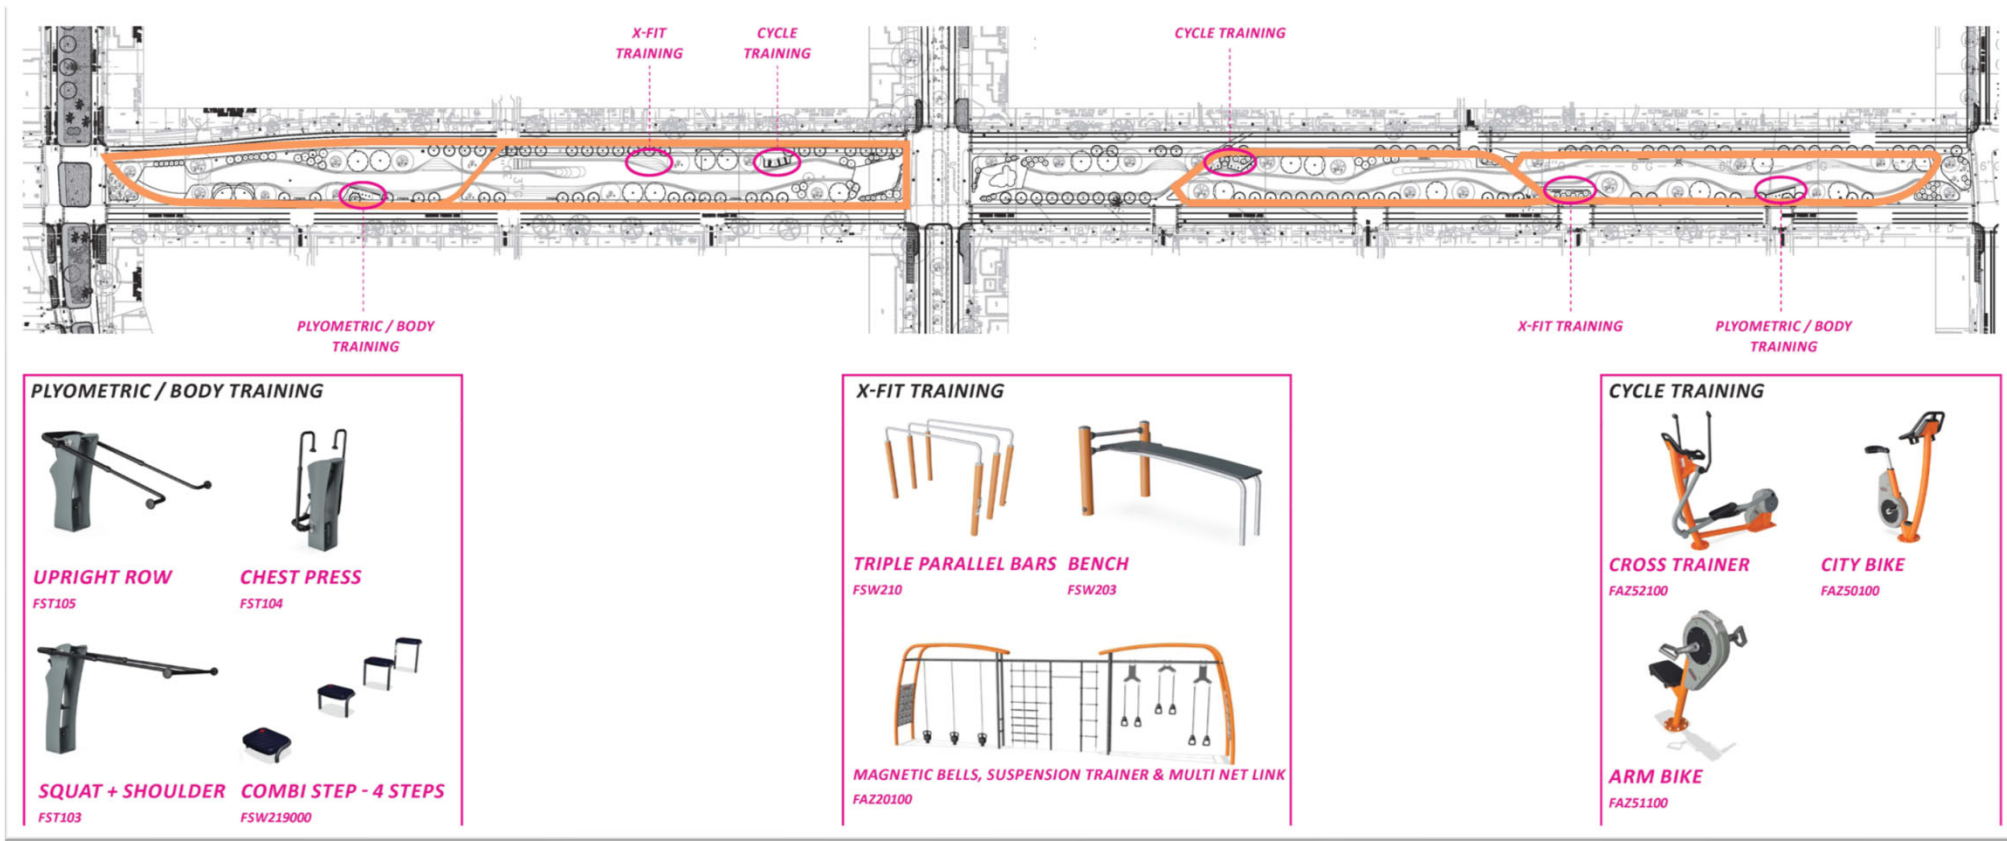 X-FIT
TRAINING
CYCLE
TRAINING
CYCLE TRAINING
PLYOMETRIC / BODY
TRAINING
X-FIT TRAINING
PLYOMETRIC / BODY
TRAINING
PLYOMETRIC / BODY TRAINING
UPRIGHT ROW
FST105
CHEST PRESS
FST104
SQUAT + SHOULDER
FST103
COMBI STEP - 4 STEPS
FSW219000
X-FIT TRAINING
TRIPLE PARALLEL BARS
FSW210
BENCH
FSW203
MAGNETIC BELLS, SUSPENSION TRAINER & MULTI NET LINK
FAZ20100
CYCLE TRAINING
CROSS TRAINER
FAZ52100
CITY BIKE
FAZ50100
ARM BIKE
FAZ51100